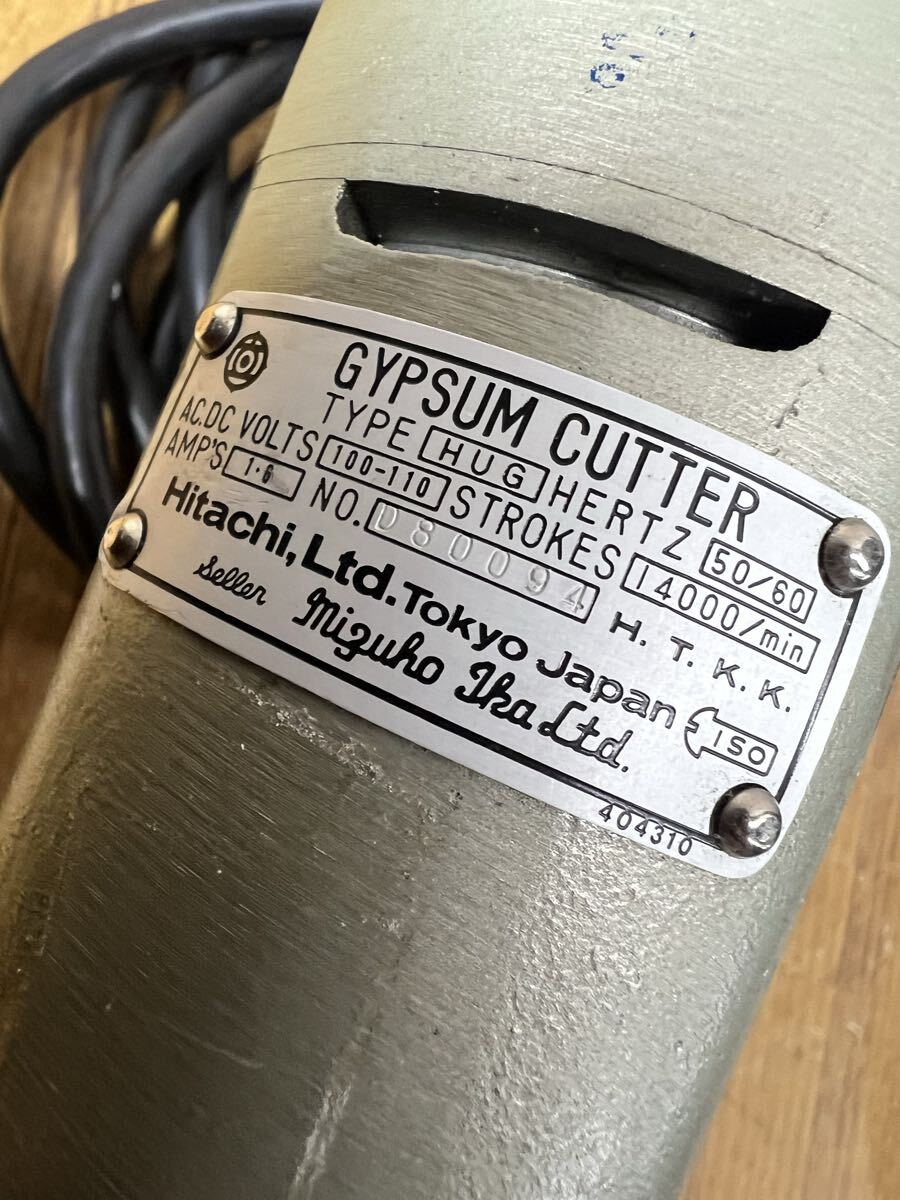 GYPSUM CUTTER
TYPE HUG HERTZ 50/60
AC.DC VOLTS 100-110 STROKES 14000/min
AMP'S 1.6 NO. D80094 H. T. K. K.
Hitachi, Ltd. Tokyo Japan ISO
Seller Mizuho Ika Ltd.
404310